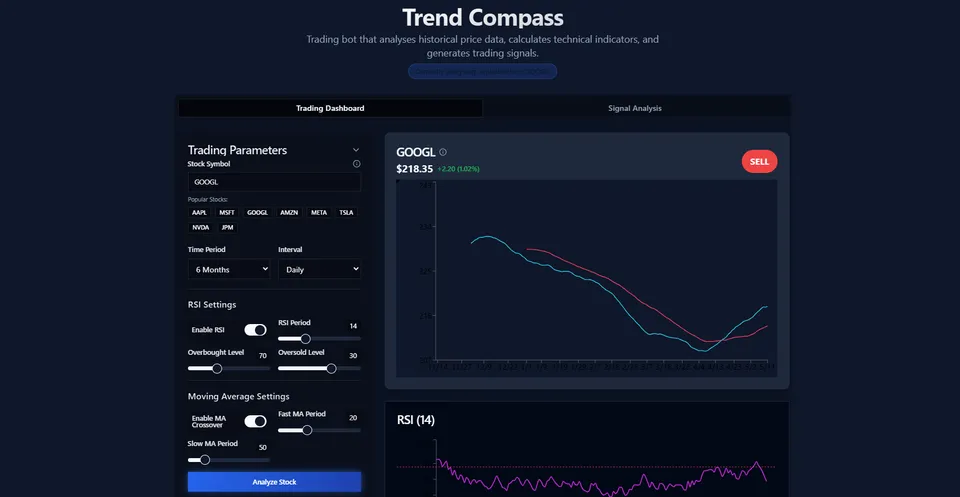 Trend Compass
Trading bot that analyses historical price data, calculates technical indicators, and
generates trading signals.
Trading Dashboard
Signal Analysis
Trading Parameters
Stock Symbol
GOOGL
Popular Stocks:
AAPL MSFT GOOGL AMZN META TSLA
NVDA JPM
Time Period
Interval
6 Months
Daily
RSI Settings
Enable RSI
RSI Period
14
Overbought Level
70
Oversold Level
30
Moving Average Settings
Enable MA
Crossover
Fast MA Period
20
Slow MA Period
50
Analyze Stock
GOOGL
$218.35 +2.20 (1.02%)
SELL
RSI (14)